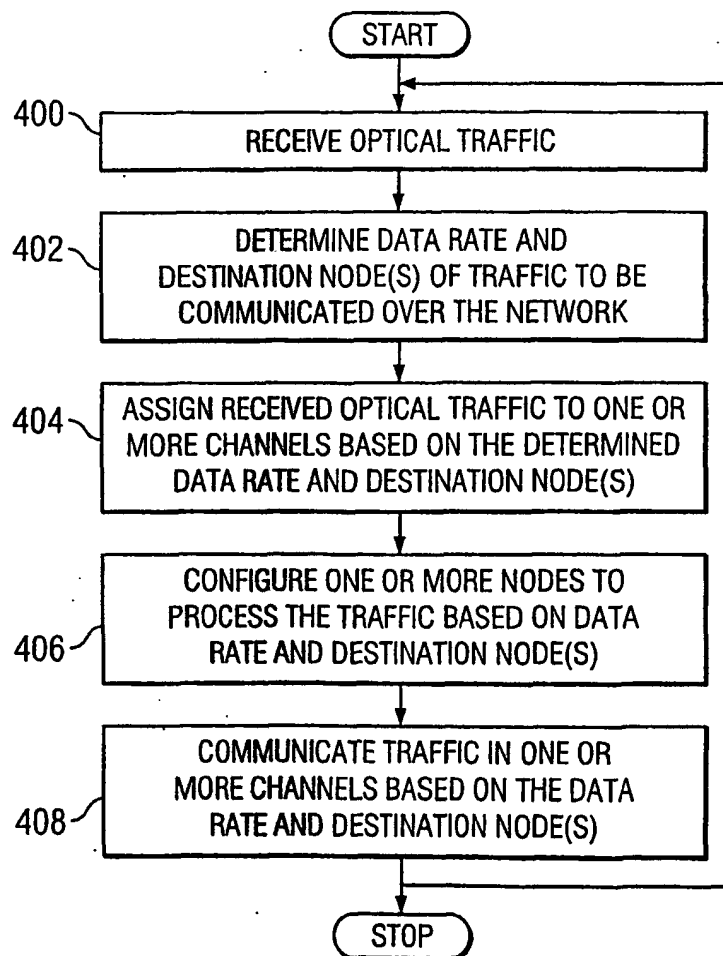 START
400
RECEIVE OPTICAL TRAFFIC
402
DETERMINE DATA RATE AND
DESTINATION NODE(S) OF TRAFFIC TO BE
COMMUNICATED OVER THE NETWORK
404
ASSIGN RECEIVED OPTICAL TRAFFIC TO ONE OR
MORE CHANNELS BASED ON THE DETERMINED
DATA RATE AND DESTINATION NODE(S)
406
CONFIGURE ONE OR MORE NODES TO
PROCESS THE TRAFFIC BASED ON DATA
RATE AND DESTINATION NODE(S)
408
COMMUNICATE TRAFFIC IN ONE OR
MORE CHANNELS BASED ON THE DATA
RATE AND DESTINATION NODE(S)
STOP